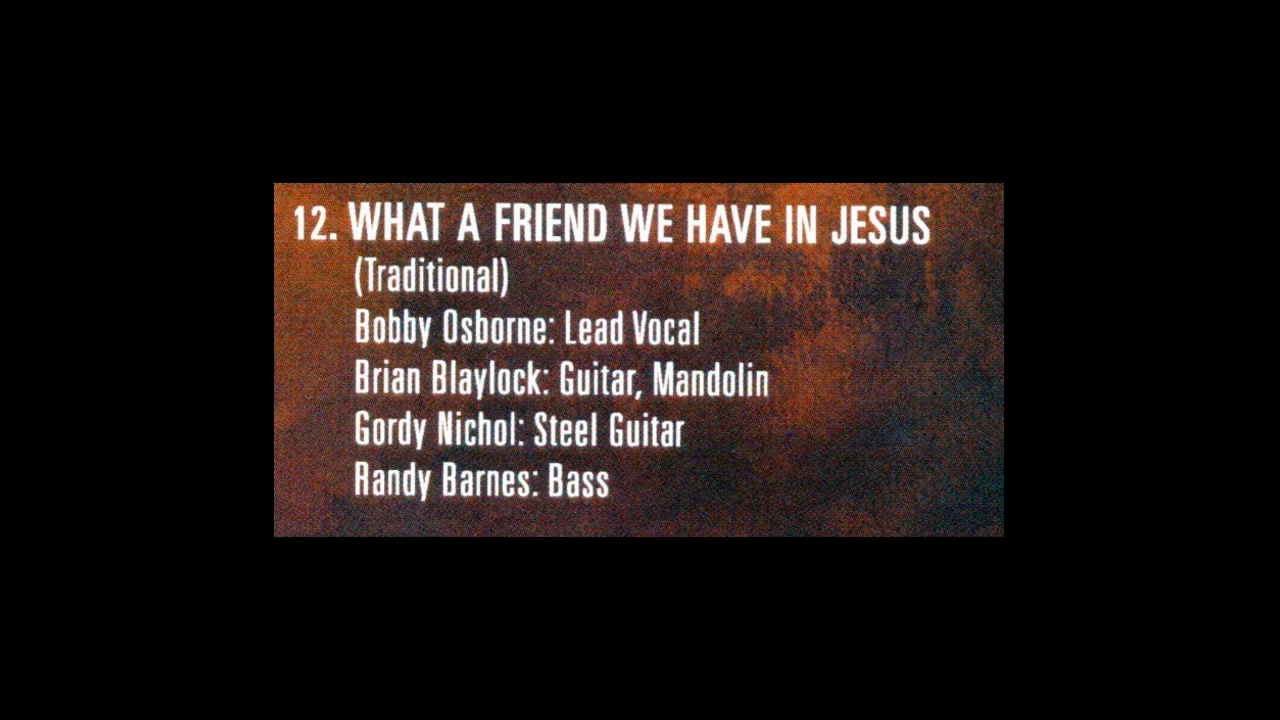 12. WHAT A FRIEND WE HAVE IN JESUS
(Traditional)
Bobby Osborne: Lead Vocal
Brian Blaylock: Guitar, Mandolin
Gordy Nichol: Steel Guitar
Randy Barnes: Bass